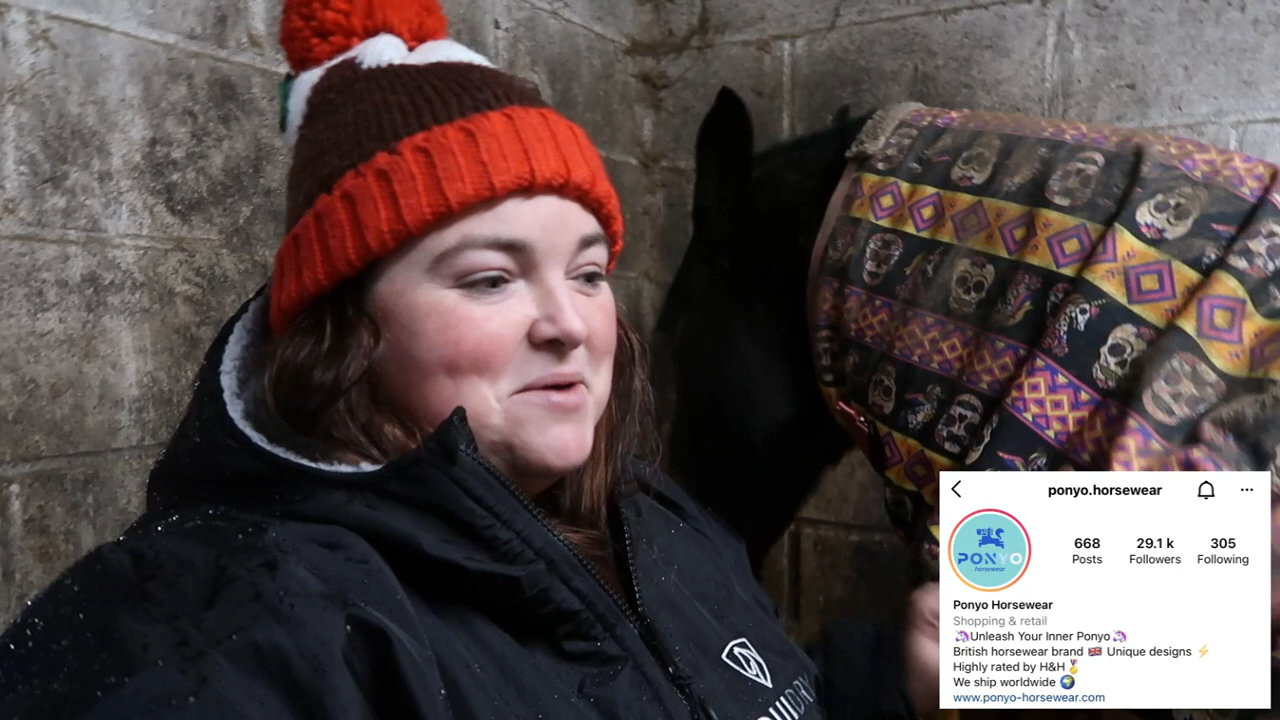 ponyo.horsewear
668 29.1 k 305
Posts Followers Following
PONYO
horsewear
Ponyo Horsewear
Shopping & retail
🦄Unleash Your Inner Ponyo🦄
British horsewear brand 🇬🇧 Unique designs ⚡
Highly rated by H&H🏅
We ship worldwide 🌍
www.ponyo-horsewear.com